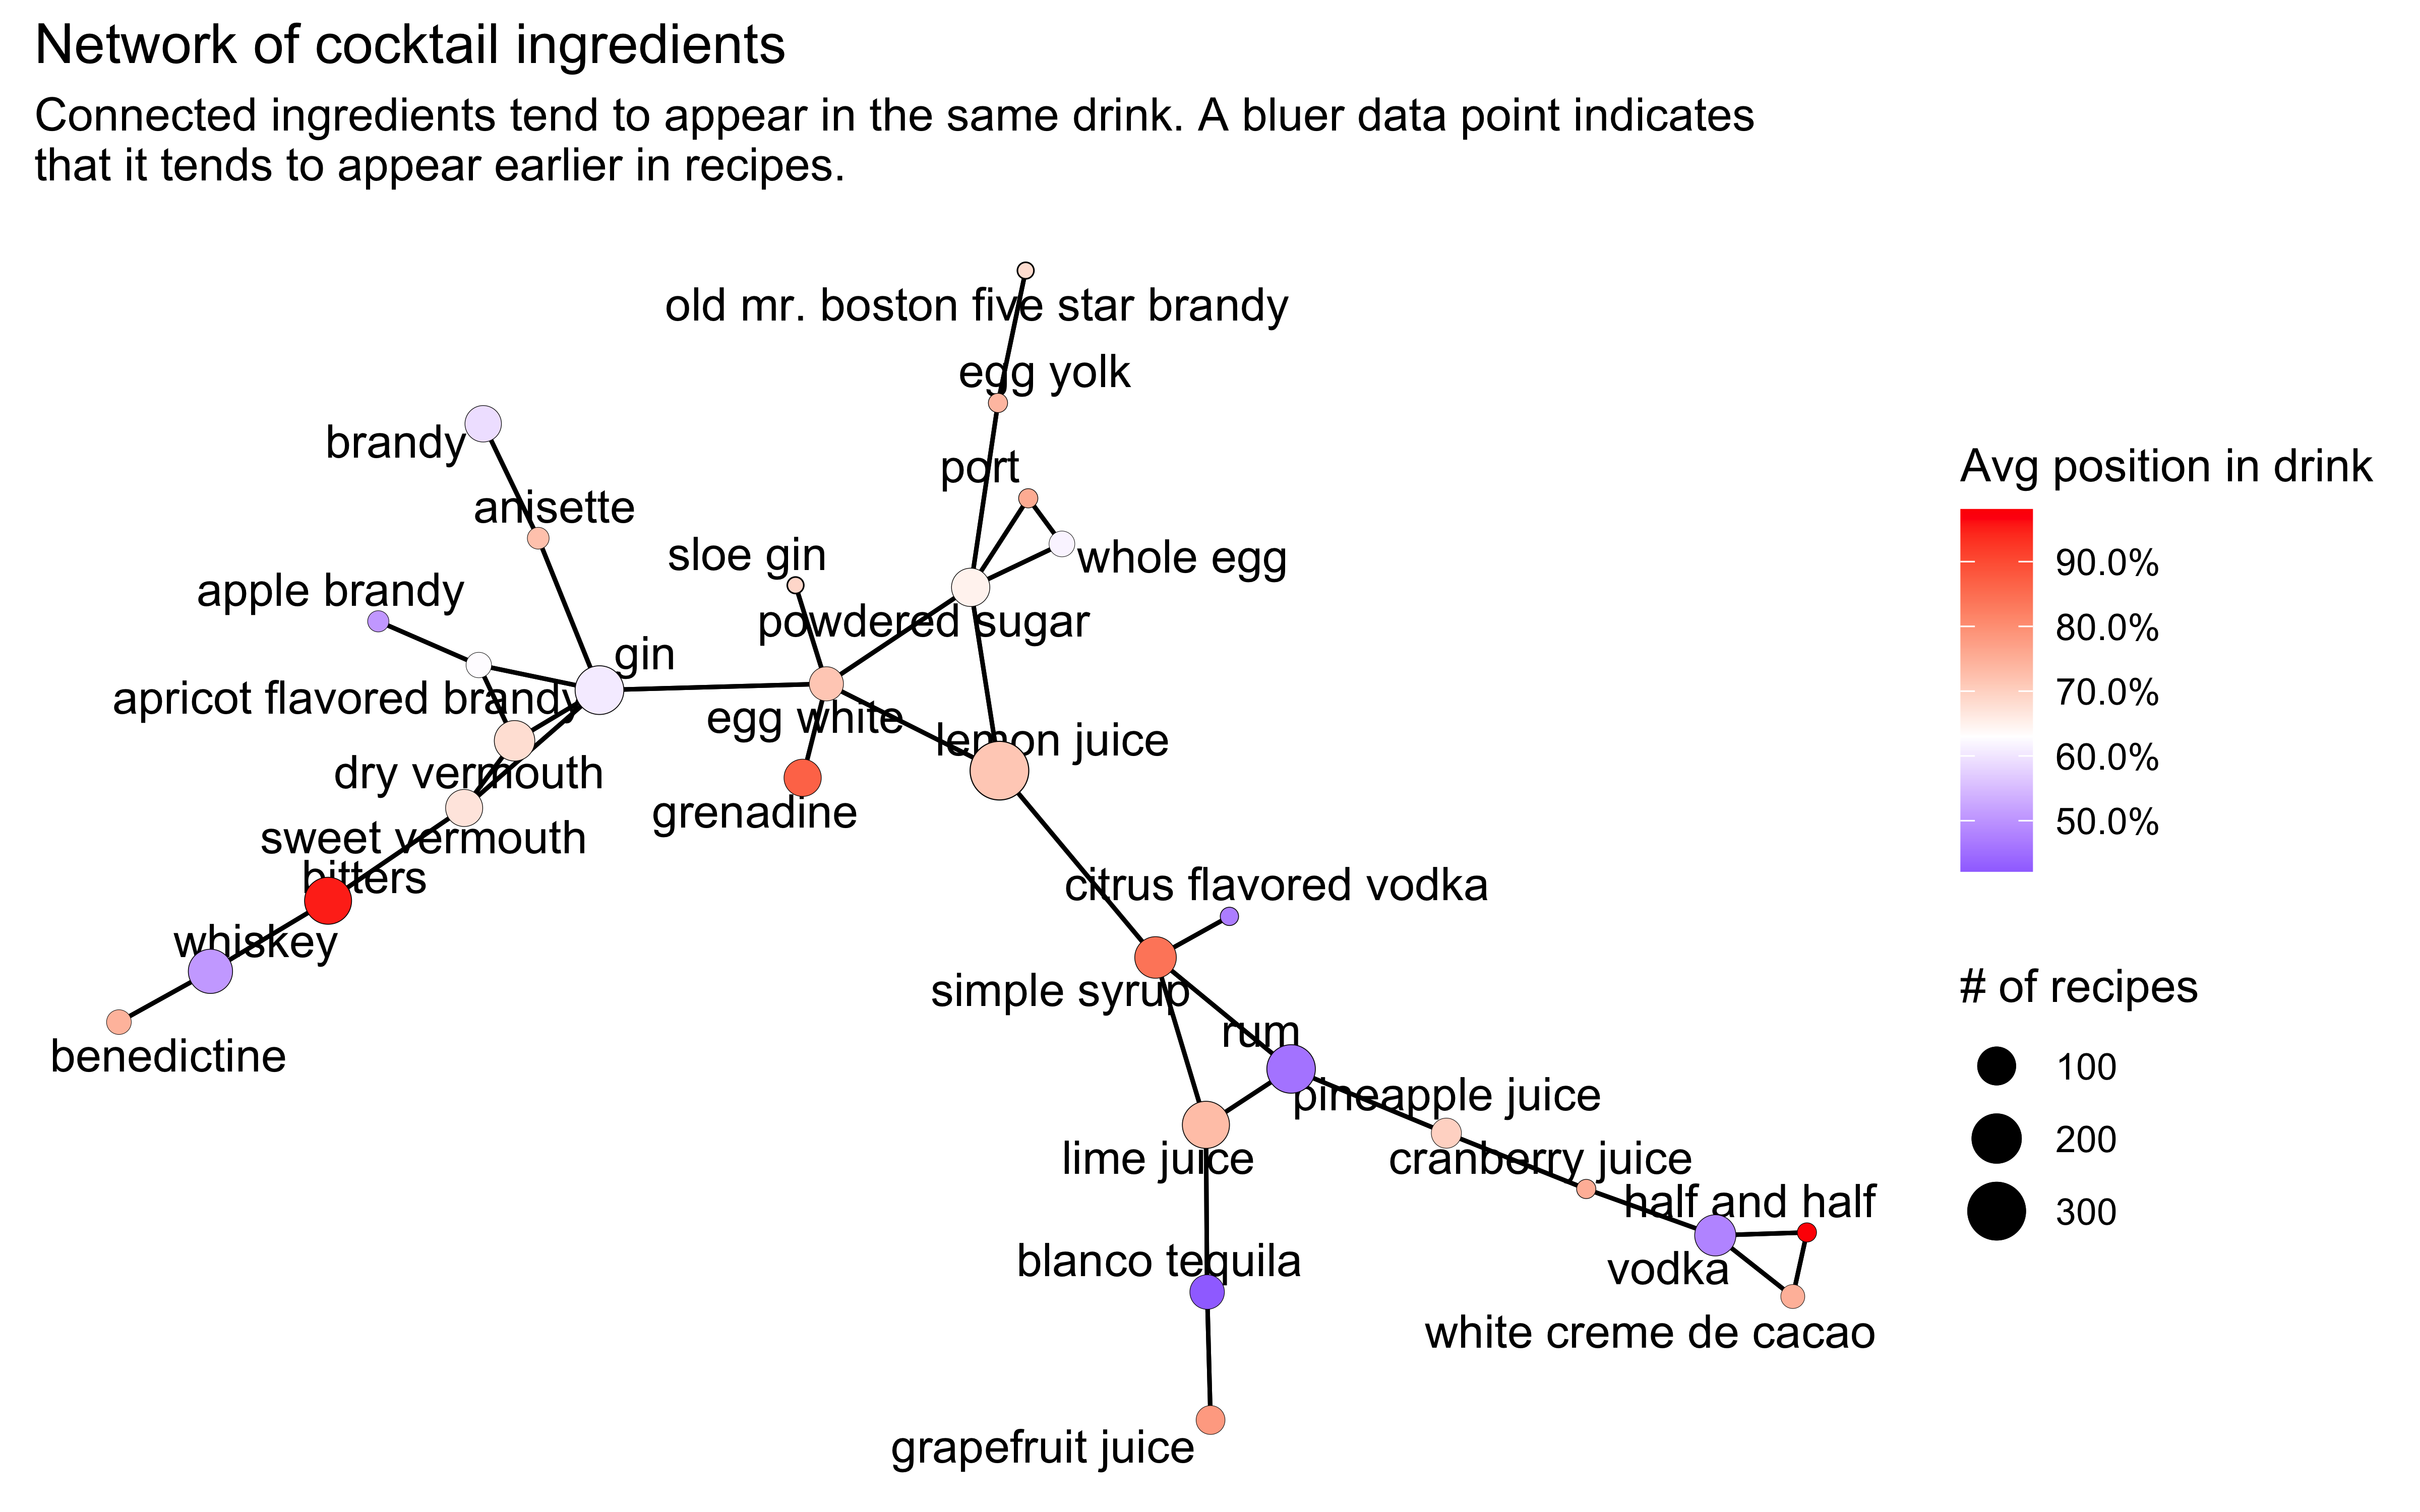 Network of cocktail ingredients
Connected ingredients tend to appear in the same drink. A bluer data point indicates
that it tends to appear earlier in recipes.
old mr. boston five star brandy
egg yolk
brandy
port
anisette
sloe gin
whole egg
apple brandy
powdered sugar
gin
apricot flavored brandy
egg white
lemon juice
dry vermouth
grenadine
sweet vermouth
bitters
citrus flavored vodka
whiskey
simple syrup
rum
benedictine
pineapple juice
lime juice
cranberry juice
half and half
blanco tequila
vodka
white creme de cacao
grapefruit juice
Avg position in drink
90.0%
80.0%
70.0%
60.0%
50.0%
# of recipes
100
200
300